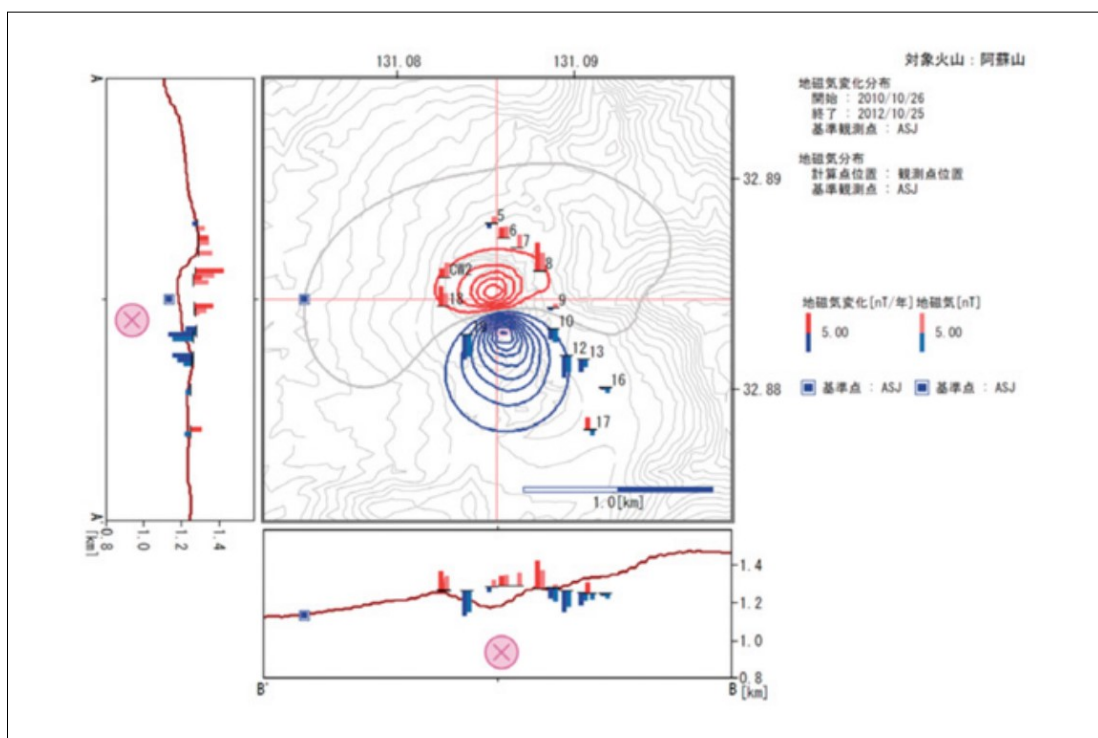 131.08
131.09
対象火山 : 阿蘇山
地磁気変化分布
開始 : 2010/10/26
終了 : 2012/10/25
基準観測点 : ASJ
地磁気分布
計算点位置 : 観測点位置
基準観測点 : ASJ
A
32.89
5
6
7
CW2
8
18
9
10
14
12
13
16
17
32.88
地磁気変化[nT/年]
地磁気[nT]
5.00
5.00
基準点 : ASJ
基準点 : ASJ
1.0[km]
A'
[km]
0.8
1.0
1.2
1.4
1.4
1.2
1.0
0.8
B'
B
[km]